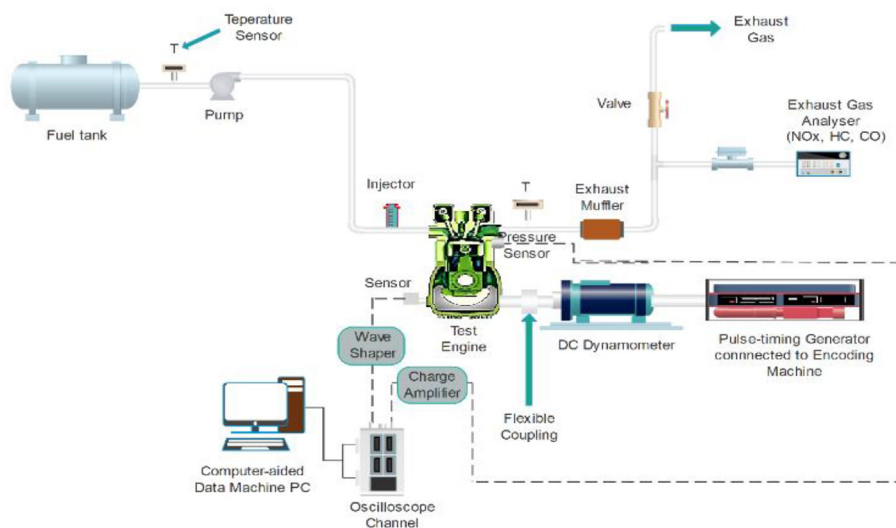 Teperature
Sensor
T
Fuel tank
Pump
Exhaust
Gas
Valve
Exhaust Gas
Analyser
(NOx, HC, CO)
Injector
T
Exhaust
Muffler
Pressure
Sensor
Sensor
Test
Engine
DC Dynamometer
Pulse-timing Generator
connnected to Encoding
Machine
Wave
Shaper
Charge
Amplifier
Flexible
Coupling
Computer-aided
Data Machine PC
Oscilloscope
Channel